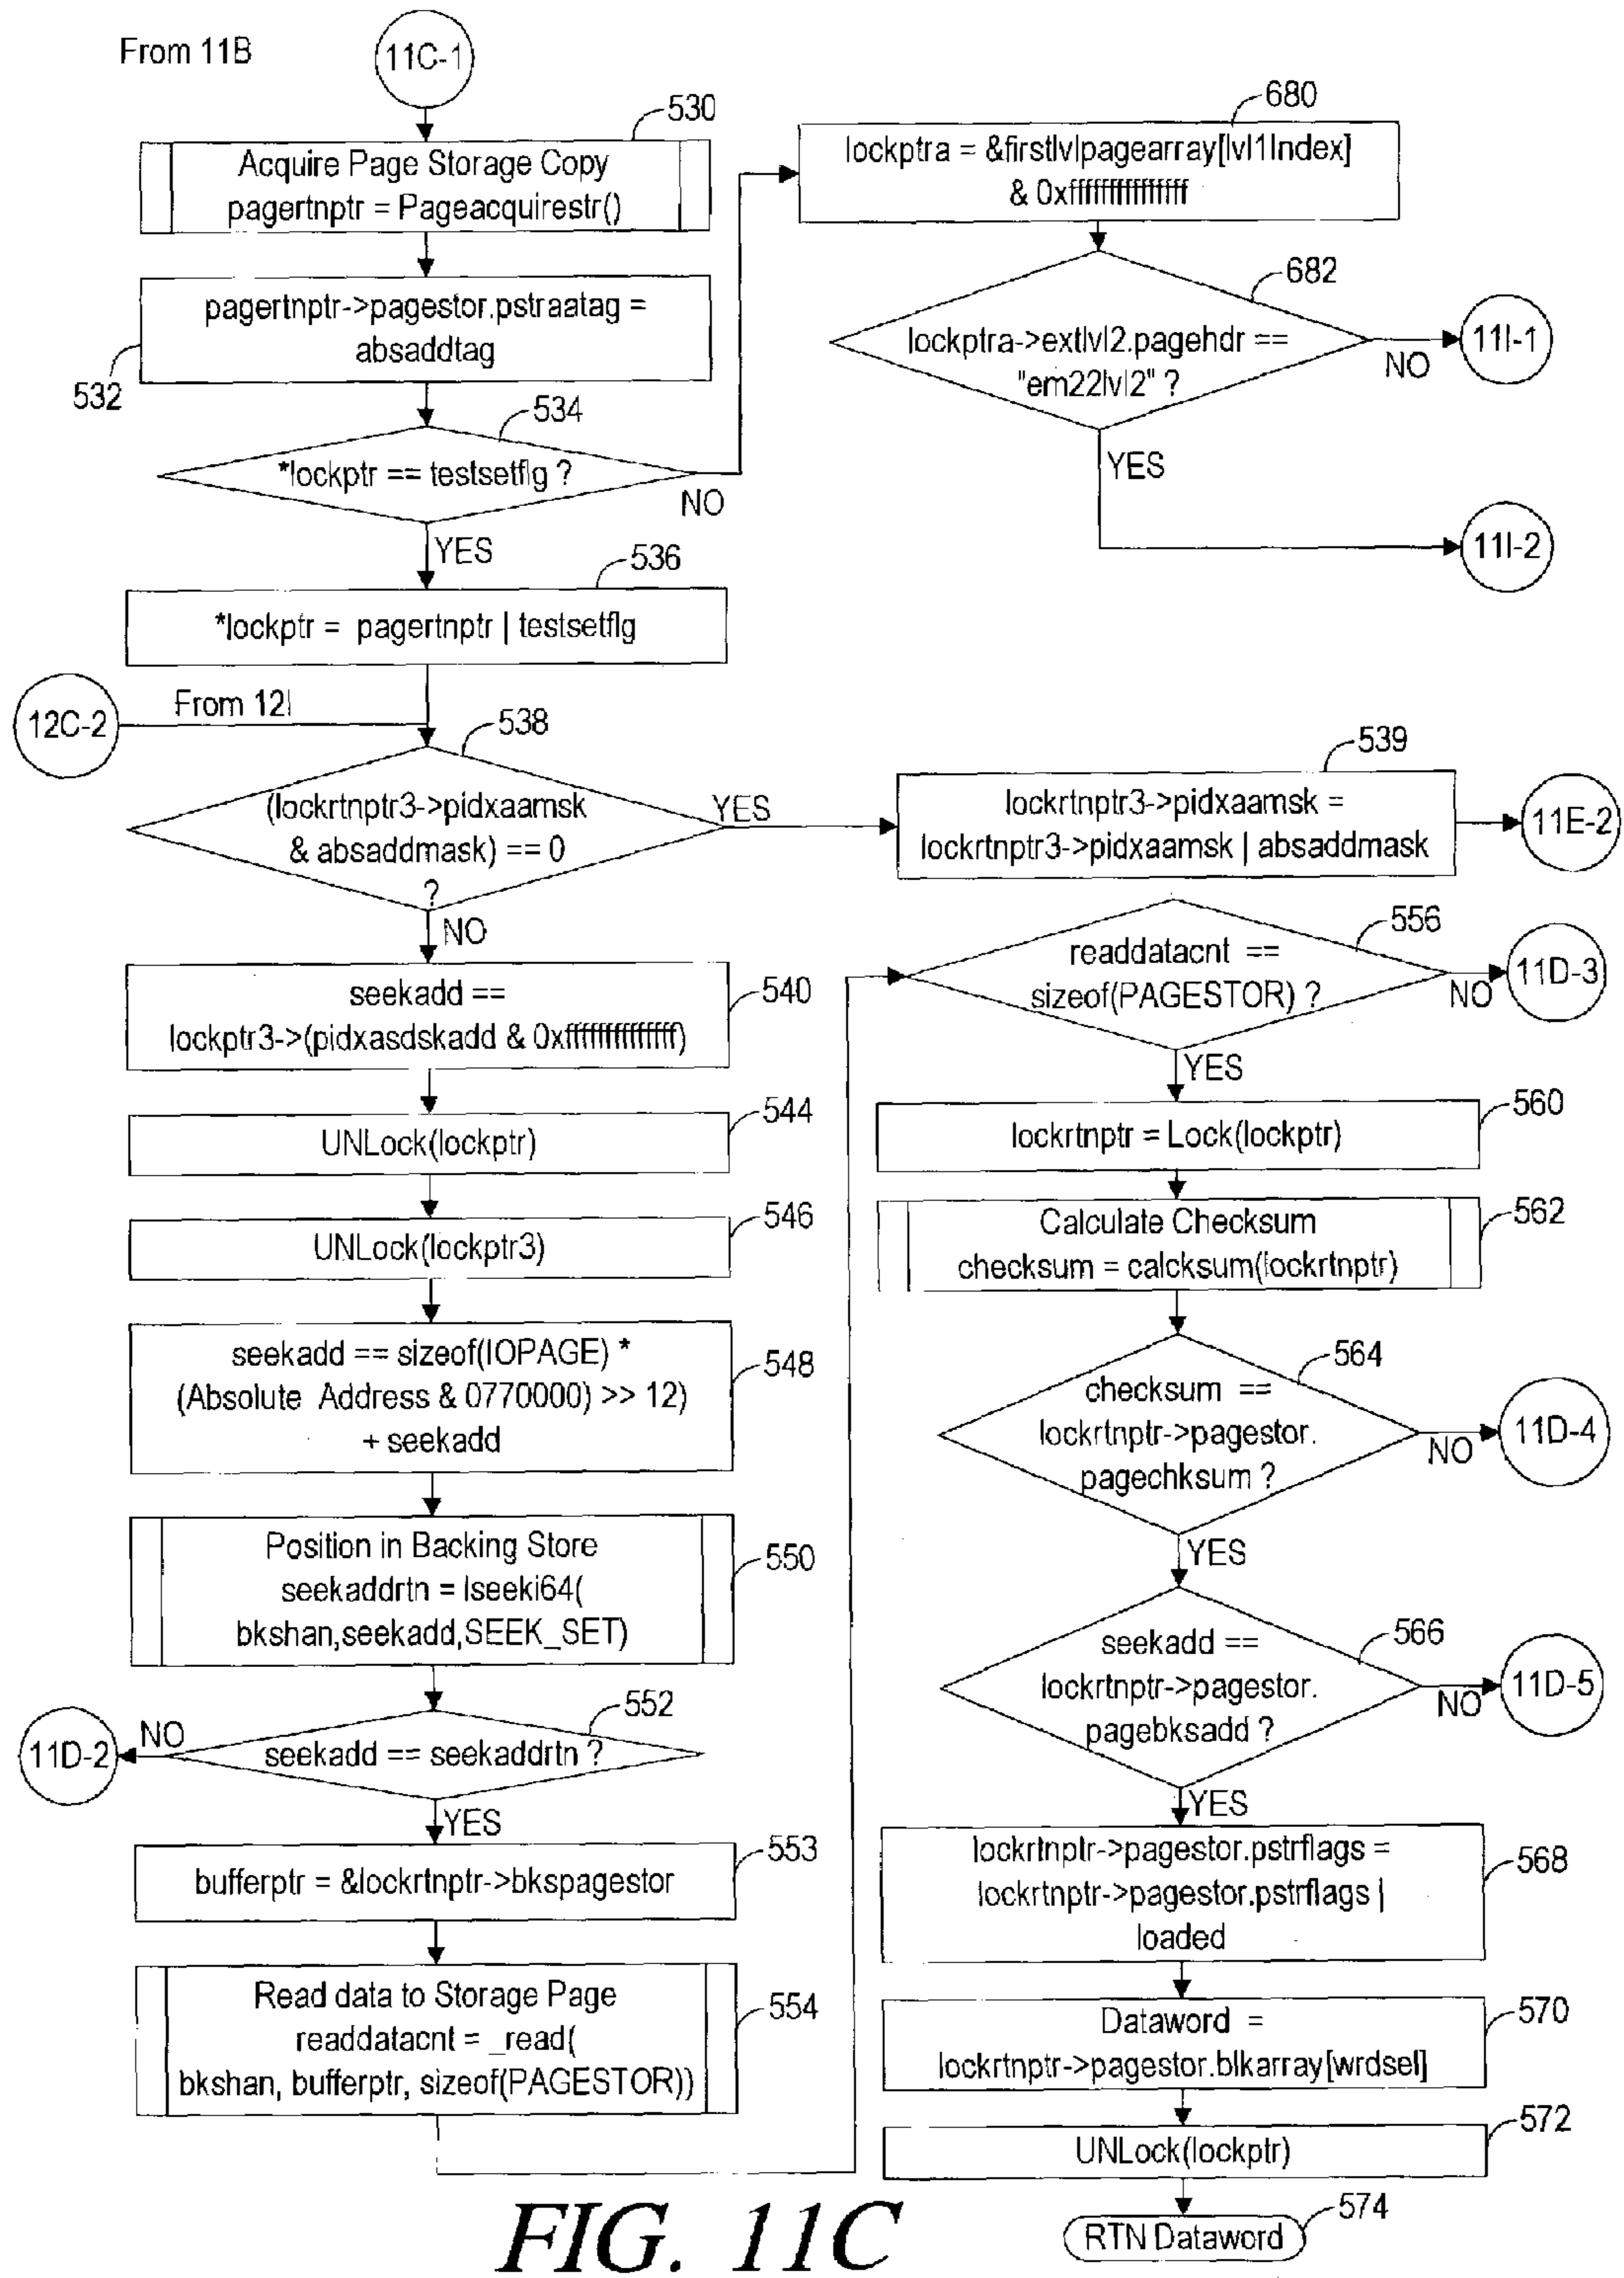 From 11B
11C-1
530
Acquire Page Storage Copy
pagertnptr = Pageacquirestr()
pagertnptr->pagestor.pstraatag =
absaddtag
532
534
*lockptr == testsetflg ?
NO
YES
536
*lockptr = pagertnptr | testsetflg
12C-2
From 12I
538
(lockrtnptr3->pidxaamsk
& absaddmask) == 0
?
YES
NO
seekadd ==
lockptr3->(pidxasdskadd & 0xffffffffffffff)
540
UNLock(lockptr)
544
UNLock(lockptr3)
546
seekadd == sizeof(IOPAGE) *
(Absolute Address & 0770000) >> 12)
+ seekadd
548
Position in Backing Store
seekaddrtn = lseeki64(
bkshan,seekadd,SEEK_SET)
550
552
11D-2
NO
seekadd == seekaddrtn ?
YES
bufferptr = &lockrtnptr->bkspagestor
553
Read data to Storage Page
readdatacnt = _read(
bkshan, bufferptr, sizeof(PAGESTOR))
554
680
lockptra = &firstlvlpagearray[lvl1Index]
& 0xffffffffffffff
682
lockptra->extlvl2.pagehdr ==
"em22lvl2" ?
NO
11I-1
YES
11I-2
539
lockrtnptr3->pidxaamsk =
lockrtnptr3->pidxaamsk | absaddmask
11E-2
556
readdatacnt ==
sizeof(PAGESTOR) ?
NO
11D-3
YES
lockrtnptr = Lock(lockptr)
560
Calculate Checksum
checksum = calcksum(lockrtnptr)
562
564
checksum ==
lockrtnptr->pagestor.
pagechksum ?
NO
11D-4
YES
566
seekadd ==
lockrtnptr->pagestor.
pagebksadd ?
NO
11D-5
YES
lockrtnptr->pagestor.pstrflags =
lockrtnptr->pagestor.pstrflags |
loaded
568
Dataword =
lockrtnptr->pagestor.blkarray[wrdsel]
570
UNLock(lockptr)
572
RTN Dataword
574
FIG. 11C